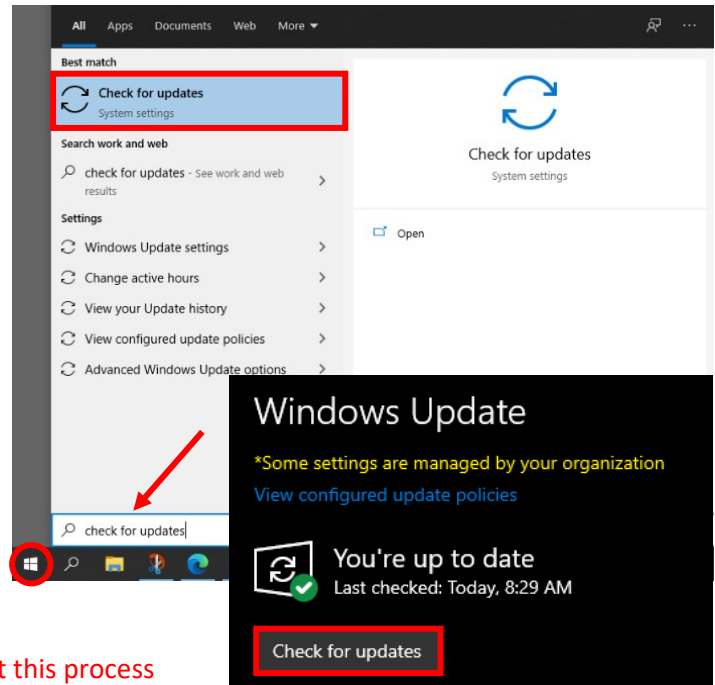 All Apps Documents Web More
Best match
Check for updates
System settings
Search work and web
check for updates - See work and web
results
Settings
Windows Update settings
Change active hours
View your Update history
View configured update policies
Advanced Windows Update options
Check for updates
System settings
Open
check for updates
Windows Update
*Some settings are managed by your organization
View configured update policies
You're up to date
Last checked: Today, 8:29 AM
Check for updates
this process